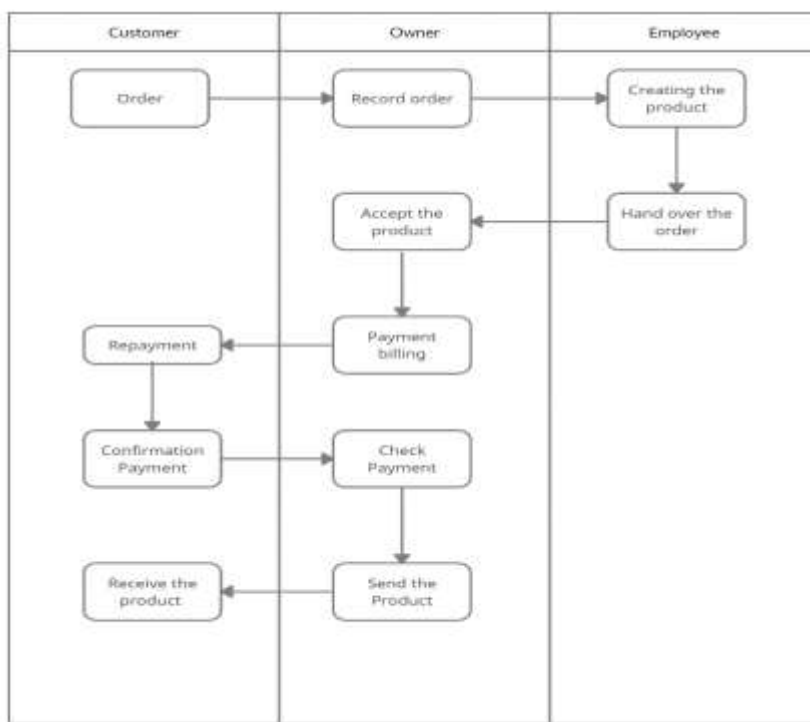 Customer
Owner
Employee
Order
Record order
Creating the
product
Accept the
product
Hand over the
order
Repayment
Payment
billing
Confirmation
Payment
Check
Payment
Receive the
product
Send the
Product